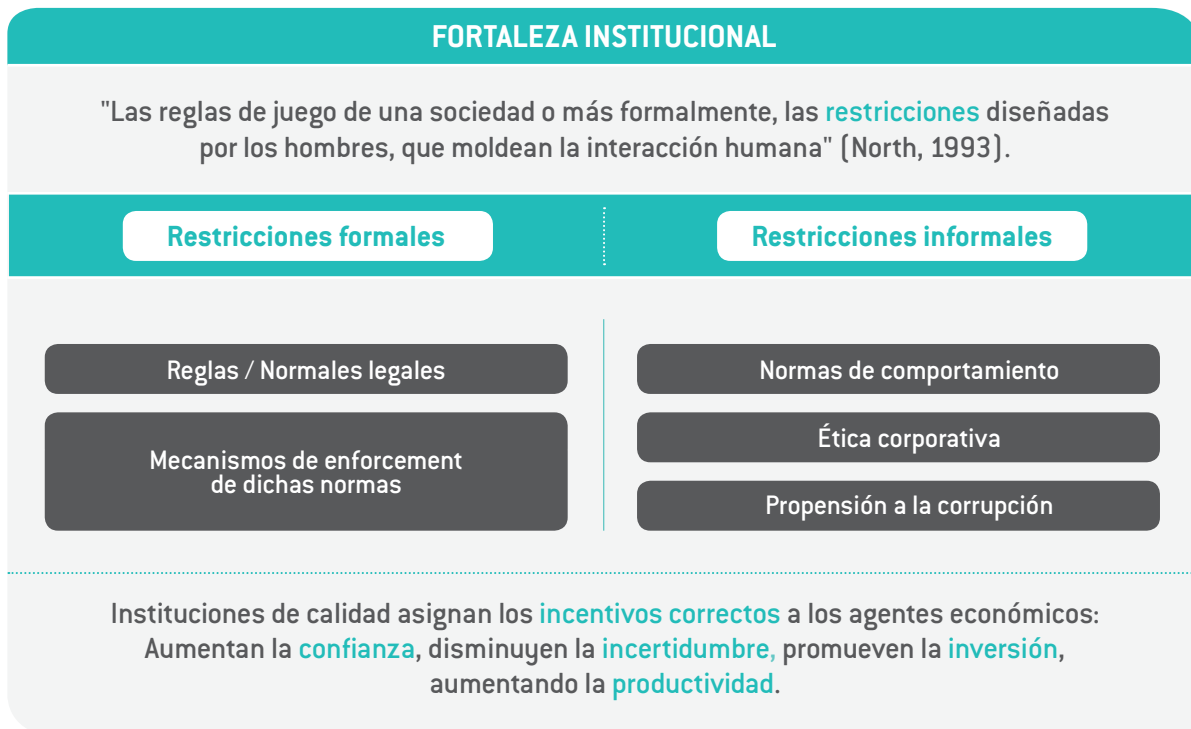 FORTALEZA INSTITUCIONAL
"Las reglas de juego de una sociedad o más formalmente, las restricciones diseñadas
por los hombres, que moldean la interacción humana" (North, 1993).
Restricciones formales
Restricciones informales
Reglas / Normales legales
Mecanismos de enforcement
de dichas normas
Normas de comportamiento
Ética corporativa
Propensión a la corrupción
Instituciones de calidad asignan los incentivos correctos a los agentes económicos:
Aumentan la confianza, disminuyen la incertidumbre, promueven la inversión,
aumentando la productividad.